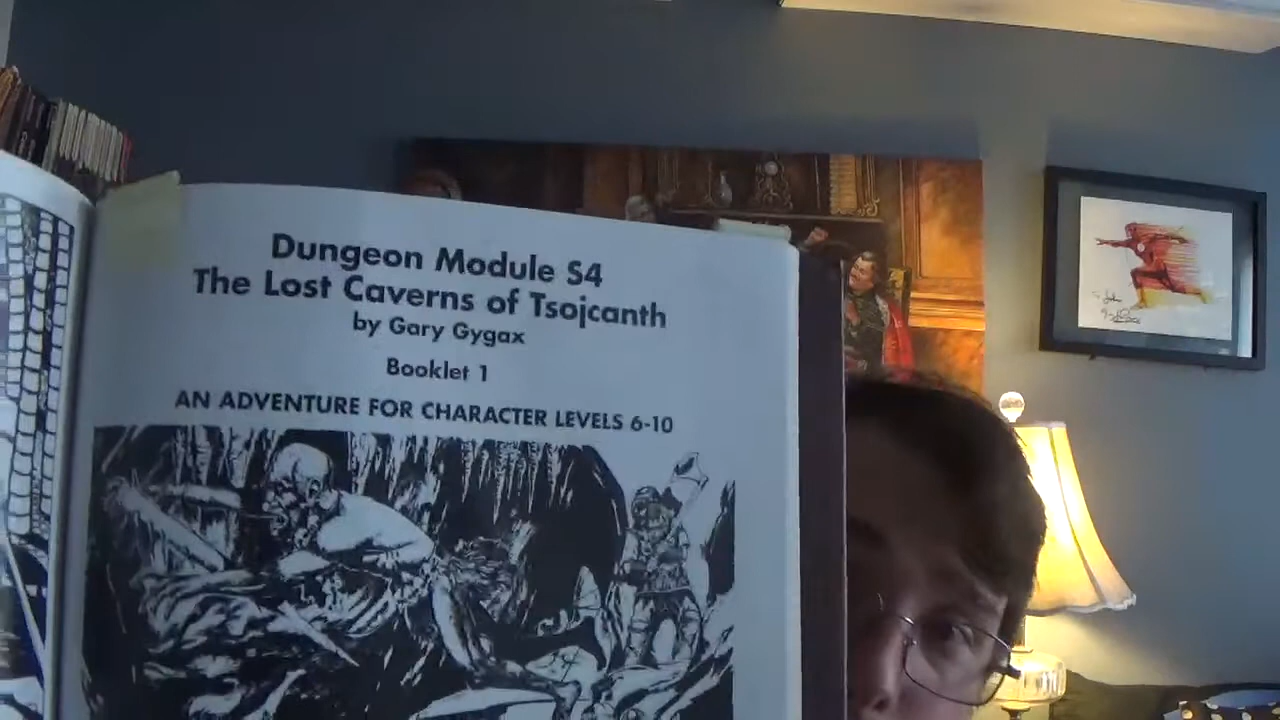 Dungeon Module S4
The Lost Caverns of Tsojcanth
by Gary Gygax
Booklet 1
AN ADVENTURE FOR CHARACTER LEVELS 6-10